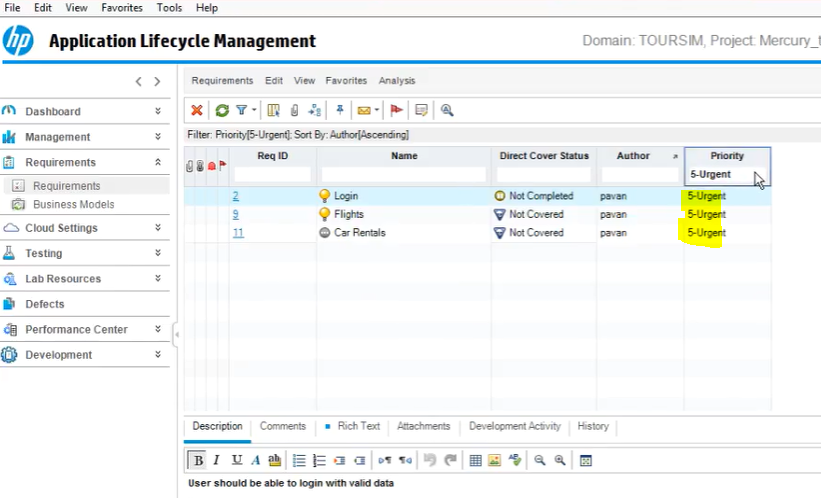 File Edit View Favorites Tools Help
hp Application Lifecycle Management Domain: TOURSIM, Project: Mercury_t
Requirements Edit View Favorites Analysis
Dashboard
Management
Requirements
Requirements
Business Models
Cloud Settings
Testing
Lab Resources
Defects
Performance Center
Development
Filter: Priority[5-Urgent]; Sort By: Author[Ascending]
Req ID Name Direct Cover Status Author Priority
5-Urgent
2 Login Not Completed pavan 5-Urgent
9 Flights Not Covered pavan 5-Urgent
11 Car Rentals Not Covered pavan 5-Urgent
Description Comments Rich Text Attachments Development Activity History
B I U A ab
User should be able to login with valid data